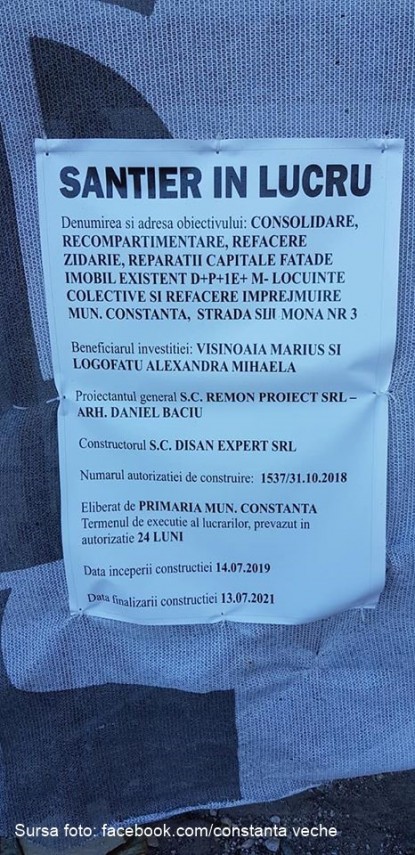 SANTIER IN LUCRU
Denumirea si adresa obiectivului: CONSOLIDARE,
RECOMPARTIMENTARE, REFACERE
ZIDARIE, REPARATII CAPITALE FATADE
IMOBIL EXISTENT D+P+1E+ M- LOCUINTE
COLECTIVE SI REFACERE IMPREJMUIRE
MUN. CONSTANTA, STRADA MONA NR 3
Beneficiarul investitiei: VISINOAIA MARIUS SI
LOGOFATU ALEXANDRA MIHAELA
Proiectantul general S.C. REMON PROIECT SRL –
ARH. DANIEL BACIU
Constructorul S.C. DISAN EXPERT SRL
Numarul autorizatiei de construire: 1537/31.10.2018
Eliberat de PRIMARIA MUN. CONSTANTA
Termenul de executie al lucrarilor, prevazut in
autorizatie 24 LUNI
Data inceperii constructiei 14.07.2019
Data finalizarii constructiei 13.07.2021
Sursa foto: facebook.com/constanta veche